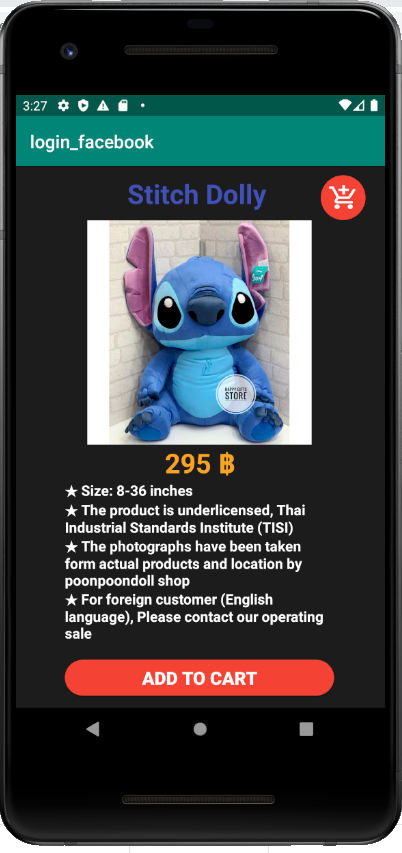 3:27
login_facebook
Stitch Dolly
HAPPY GIFTS
STORE
295 ฿
★ Size: 8-36 inches
★ The product is underlicensed, Thai
Industrial Standards Institute (TISI)
★ The photographs have been taken
form actual products and location by
poonpoondoll shop
★ For foreign customer (English
language), Please contact our operating
sale
ADD TO CART